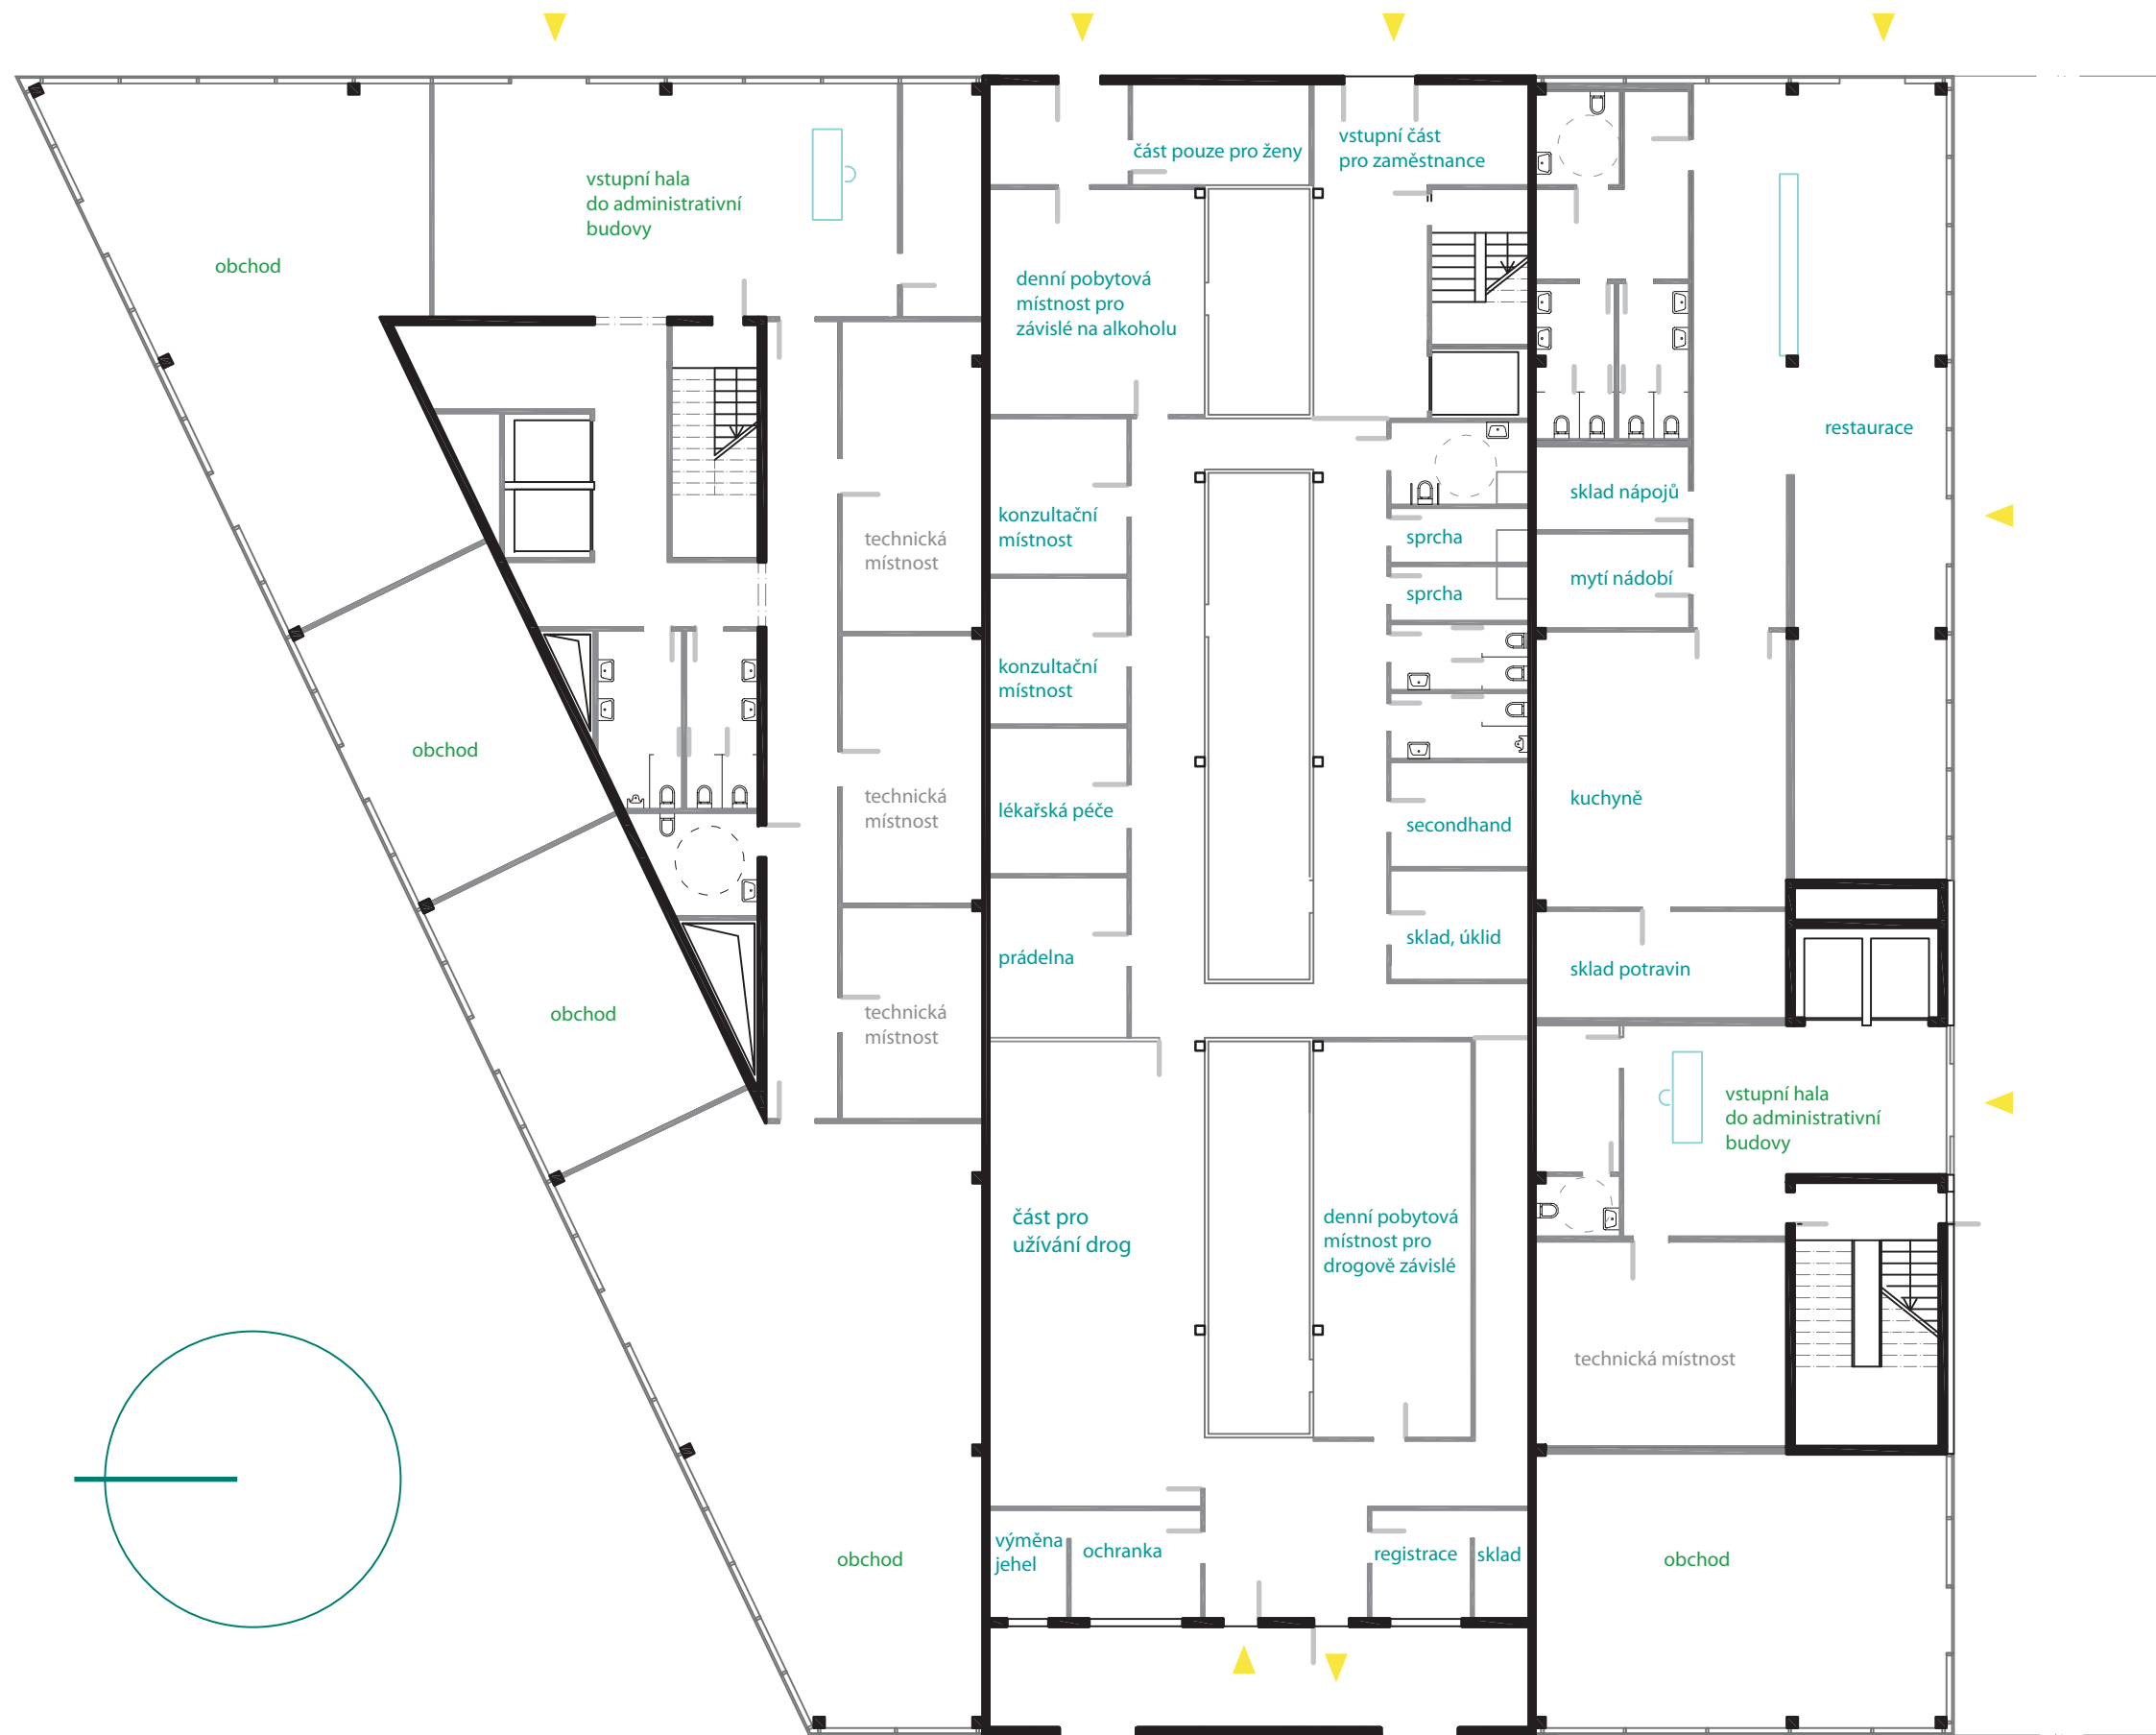 část pouze pro ženy
vstupní část
pro zaměstnance
vstupní hala
do administrativní
budovy
obchod
denní pobytová
místnost pro
závislé na alkoholu
restaurace
sklad nápojů
konzultační
místnost
technická
místnost
sprcha
mytí nádobí
sprcha
konzultační
místnost
obchod
kuchyně
technická
místnost
lékařská péče
secondhand
sklad, úklid
prádelna
sklad potravin
obchod
technická
místnost
vstupní hala
do administrativní
budovy
část pro
užívání drog
denní pobytová
místnost pro
drogově závislé
technická místnost
výměna
jehel
ochranka
registrace
sklad
obchod
obchod